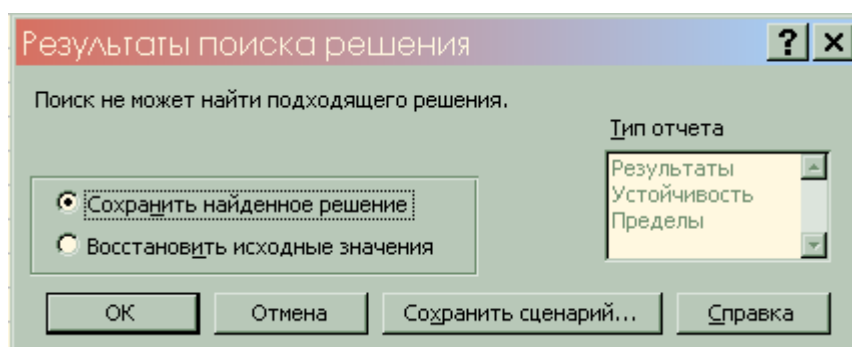 Результаты поиска решения
Поиск не может найти подходящего решения.
Тип отчета
Результаты
Устойчивость
Пределы
Сохранить найденное решение
Восстановить исходные значения
ОК
Отмена
Сохранить сценарий...
Справка